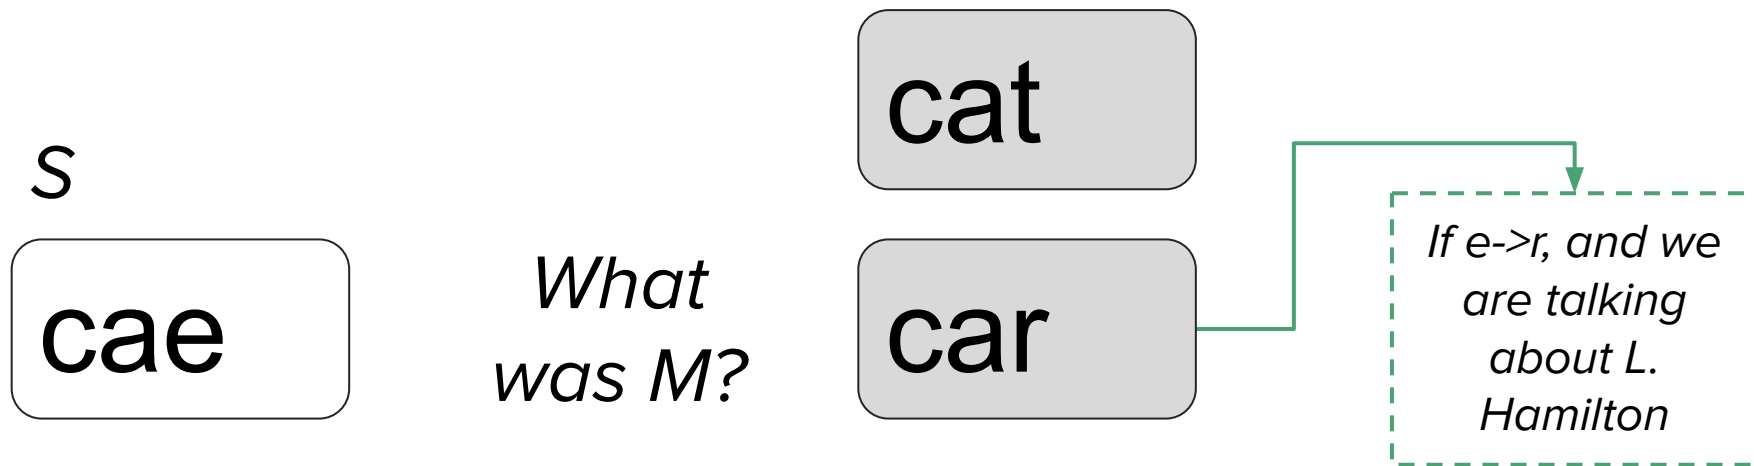 S
cae
What
was M?
cat
car
If e->r, and we
are talking
about L.
Hamilton